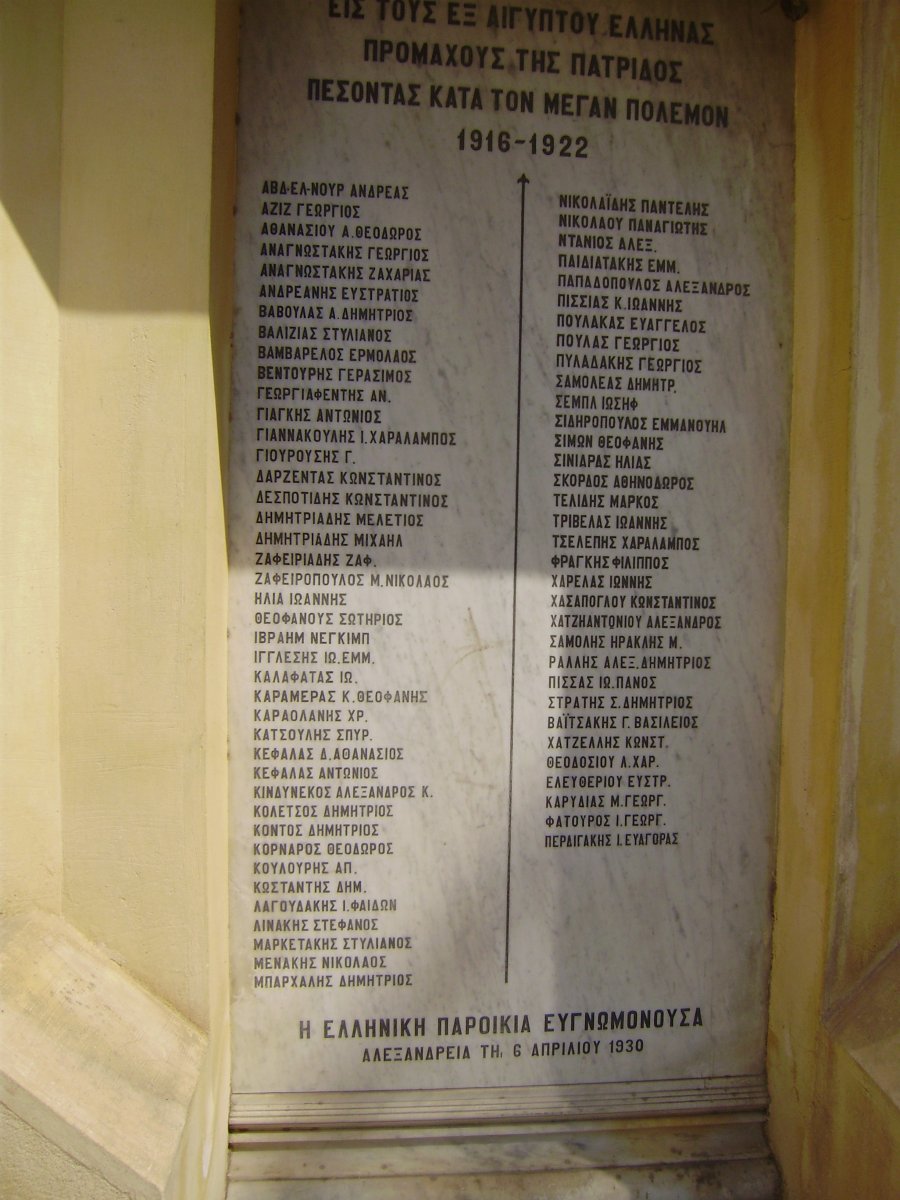 ΕΙΣ ΤΟΥΣ ΕΞ ΑΙΓΥΠΤΟΥ ΕΛΛΗΝΑΣ
ΠΡΟΜΑΧΟΥΣ ΤΗΣ ΠΑΤΡΙΔΟΣ
ΠΕΣΟΝΤΑΣ ΚΑΤΑ ΤΟΝ ΜΕΓΑΝ ΠΟΛΕΜΟΝ
1916-1922
ΑΒΔ-ΕΛ-ΝΟΥΡ ΑΝΔΡΕΑΣ
ΑΖΙΖ ΓΕΩΡΓΙΟΣ
ΑΘΑΝΑΣΙΟΥ Α.ΘΕΟΔΩΡΟΣ
ΑΝΑΓΝΩΣΤΑΚΗΣ ΓΕΩΡΓΙΟΣ
ΑΝΑΓΝΩΣΤΑΚΗΣ ΖΑΧΑΡΙΑΣ
ΑΝΔΡΕΑΝΗΣ ΕΥΣΤΡΑΤΙΟΣ
ΒΑΒΟΥΛΑΣ Α.ΔΗΜΗΤΡΙΟΣ
ΒΑΛΙΖΙΑΣ ΣΤΥΛΙΑΝΟΣ
ΒΑΜΒΑΡΕΛΟΣ ΕΡΜΟΛΑΟΣ
ΒΕΝΤΟΥΡΗΣ ΓΕΡΑΣΙΜΟΣ
ΓΕΩΡΓΙΑΦΕΝΤΗΣ ΑΝ.
ΓΙΑΓΚΗΣ ΑΝΤΩΝΙΟΣ
ΓΙΑΝΝΑΚΟΥΛΗΣ Ι.ΧΑΡΑΛΑΜΠΟΣ
ΓΙΟΥΡΟΥΣΗΣ Γ.
ΔΑΡΖΕΝΤΑΣ ΚΩΝΣΤΑΝΤΙΝΟΣ
ΔΕΣΠΟΤΙΔΗΣ ΚΩΝΣΤΑΝΤΙΝΟΣ
ΔΗΜΗΤΡΙΑΔΗΣ ΜΕΛΕΤΙΟΣ
ΔΗΜΗΤΡΙΑΔΗΣ ΜΙΧΑΗΛ
ΖΑΦΕΙΡΙΑΔΗΣ ΖΑΦ.
ΖΑΦΕΙΡΟΠΟΥΛΟΣ Μ.ΝΙΚΟΛΑΟΣ
ΗΛΙΑ ΙΩΑΝΝΗΣ
ΘΕΟΦΑΝΟΥΣ ΣΩΤΗΡΙΟΣ
ΙΒΡΑΗΜ ΝΕΓΚΙΜΠ
ΙΓΓΛΕΣΗΣ ΙΩ.ΕΜΜ.
ΚΑΛΑΦΑΤΑΣ ΙΩ.
ΚΑΡΑΜΕΡΑΣ Κ.ΘΕΟΦΑΝΗΣ
ΚΑΡΑΟΛΑΝΗΣ ΧΡ.
ΚΑΤΣΟΥΛΗΣ ΣΠΥΡ.
ΚΕΦΑΛΑΣ Δ.ΑΘΑΝΑΣΙΟΣ
ΚΕΦΑΛΑΣ ΑΝΤΩΝΙΟΣ
ΚΙΝΔΥΝΕΚΟΣ ΑΛΕΞΑΝΔΡΟΣ Κ.
ΚΟΛΕΤΣΟΣ ΔΗΜΗΤΡΙΟΣ
ΚΟΝΤΟΣ ΔΗΜΗΤΡΙΟΣ
ΚΟΡΝΑΡΟΣ ΘΕΟΔΩΡΟΣ
ΚΟΥΛΟΥΡΗΣ ΑΠ.
ΚΩΣΤΑΝΤΗΣ ΔΗΜ.
ΛΑΓΟΥΔΑΚΗΣ Ι.ΦΑΙΔΩΝ
ΛΙΝΑΚΗΣ ΣΤΕΦΑΝΟΣ
ΜΑΡΚΕΤΑΚΗΣ ΣΤΥΛΙΑΝΟΣ
ΜΕΝΑΚΗΣ ΝΙΚΟΛΑΟΣ
ΜΠΑΡΧΑΛΗΣ ΔΗΜΗΤΡΙΟΣ
ΝΙΚΟΛΑΪΔΗΣ ΠΑΝΤΕΛΗΣ
ΝΙΚΟΛΑΟΥ ΠΑΝΑΓΙΩΤΗΣ
ΝΤΑΝΙΟΣ ΑΛΕΞ.
ΠΑΙΔΙΑΤΑΚΗΣ ΕΜΜ.
ΠΑΠΑΔΟΠΟΥΛΟΣ ΑΛΕΞΑΝΔΡΟΣ
ΠΙΣΣΙΑΣ Κ.ΙΩΑΝΝΗΣ
ΠΟΥΛΑΚΑΣ ΕΥΑΓΓΕΛΟΣ
ΠΟΥΛΑΣ ΓΕΩΡΓΙΟΣ
ΠΥΛΑΔΑΚΗΣ ΓΕΩΡΓΙΟΣ
ΣΑΜΟΛΕΑΣ ΔΗΜΗΤΡ.
ΣΕΜΠΛ ΙΩΣΗΦ
ΣΙΔΗΡΟΠΟΥΛΟΣ ΕΜΜΑΝΟΥΗΛ
ΣΙΜΩΝ ΘΕΟΦΑΝΗΣ
ΣΙΝΙΑΡΑΣ ΗΛΙΑΣ
ΣΚΟΡΔΟΣ ΑΘΗΝΟΔΩΡΟΣ
ΤΕΛΙΔΗΣ ΜΑΡΚΟΣ
ΤΡΙΒΕΛΑΣ ΙΩΑΝΝΗΣ
ΤΣΕΛΕΠΗΣ ΧΑΡΑΛΑΜΠΟΣ
ΦΡΑΓΚΗΣ ΦΙΛΙΠΠΟΣ
ΧΑΡΕΛΑΣ ΙΩΝΝΗΣ
ΧΑΣΑΠΟΓΛΟΥ ΚΩΝΣΤΑΝΤΙΝΟΣ
ΧΑΤΖΗΑΝΤΩΝΙΟΥ ΑΛΕΞΑΝΔΡΟΣ
ΣΑΜΟΛΗΣ ΗΡΑΚΛΗΣ Μ.
ΡΑΛΛΗΣ ΑΛΕΞ.ΔΗΜΗΤΡΙΟΣ
ΠΙΣΣΑΣ ΙΩ.ΠΑΝΟΣ
ΣΤΡΑΤΗΣ Σ.ΔΗΜΗΤΡΙΟΣ
ΒΑΪΤΣΑΚΗΣ Γ.ΒΑΣΙΛΕΙΟΣ
ΧΑΤΖΕΛΛΗΣ ΚΩΝΣΤ.
ΘΕΟΔΟΣΙΟΥ Λ.ΧΑΡ.
ΕΛΕΥΘΕΡΙΟΥ ΕΥΣΤΡ.
ΚΑΡΥΔΙΑΣ Μ.ΓΕΩΡΓ.
ΦΑΤΟΥΡΟΣ Ι.ΓΕΩΡΓ.
ΠΕΡΔΙΓΑΚΗΣ Ι.ΕΥΑΓΟΡΑΣ
Η ΕΛΛΗΝΙΚΗ ΠΑΡΟΙΚΙΑ ΕΥΓΝΩΜΟΝΟΥΣΑ
ΑΛΕΞΑΝΔΡΕΙΑ ΤΗι 6 ΑΠΡΙΛΙΟΥ 1930